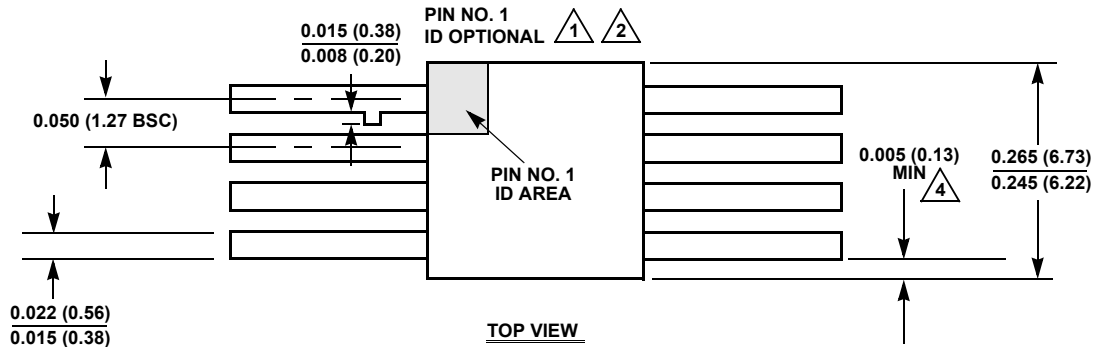 PIN NO. 1
ID OPTIONAL 1 2
0.015 (0.38)
0.008 (0.20)
0.050 (1.27 BSC)
PIN NO. 1
ID AREA
0.005 (0.13)
MIN 4
0.265 (6.73)
0.245 (6.22)
0.022 (0.56)
0.015 (0.38)
TOP VIEW